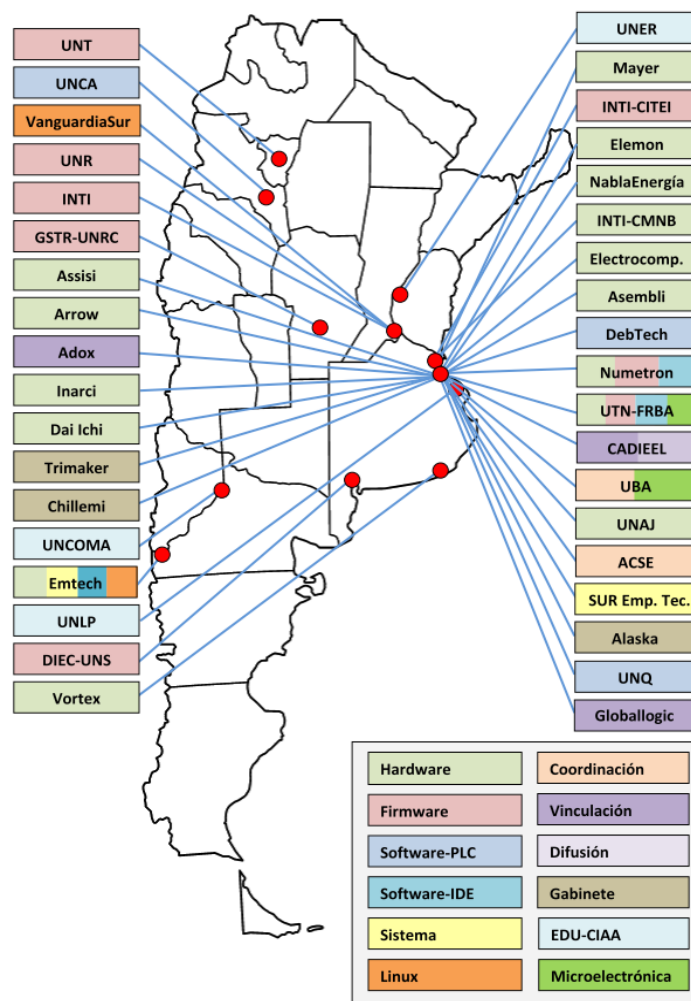 UNT
UNCA
VanguardiaSur
UNR
INTI
GSTR-UNRC
Assisi
Arrow
Adox
Inarci
Dai Ichi
Trimaker
Chillemi
UNCOMA
Emtech
UNLP
DIEC-UNS
Vortex
UNER
Mayer
INTI-CITEI
Elemon
NablaEnergía
INTI-CMNB
Electrocomp.
Asembli
DebTech
Numetron
UTN-FRBA
CADIEEL
UBA
UNAJ
ACSE
SUR Emp. Tec.
Alaska
UNQ
Globallogic
Hardware
Firmware
Software-PLC
Software-IDE
Sistema
Linux
Coordinación
Vinculación
Difusión
Gabinete
EDU-CIAA
Microelectrónica